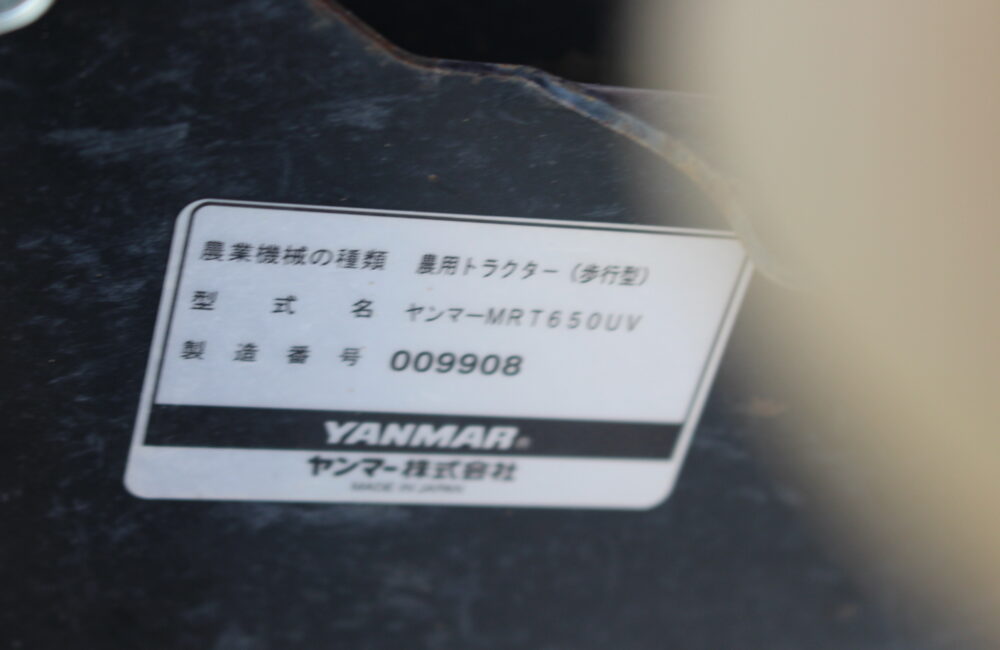 農業機械の種類 農用トラクター（歩行型）
型式名 ヤンマーMRT650UV
製造番号 009908
YANMAR®
ヤンマー株式会社
MADE IN JAPAN